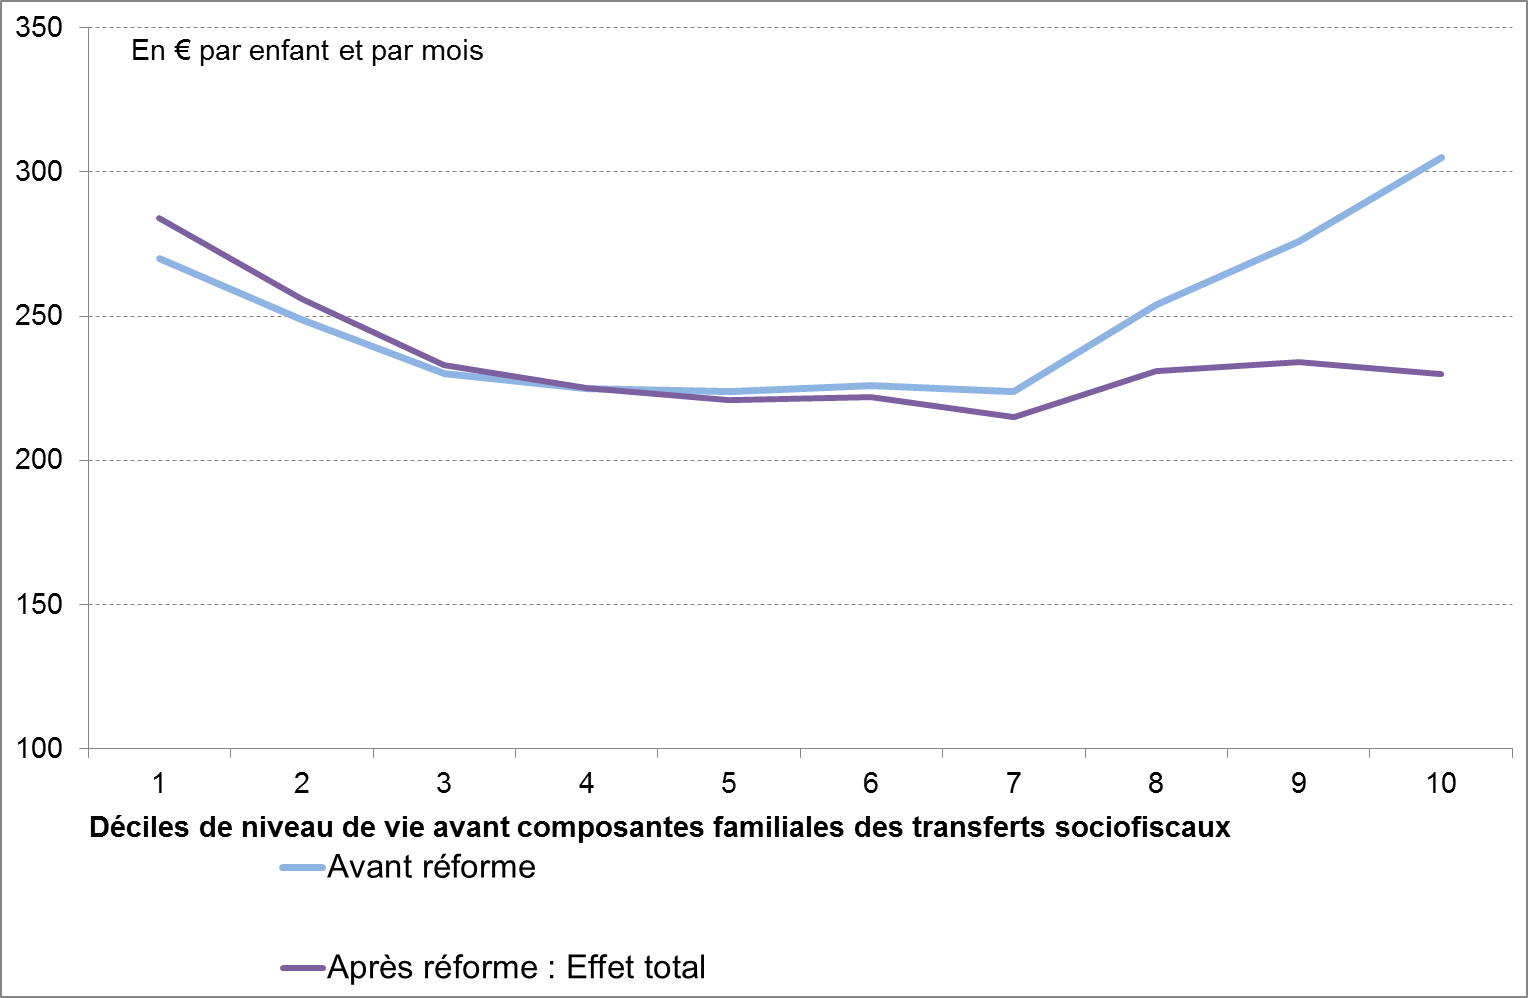 350
En € par enfant et par mois
300
250
200
150
100
1 2 3 4 5 6 7 8 9 10
Déciles de niveau de vie avant composantes familiales des transferts sociofiscaux
Avant réforme
Après réforme : Effet total